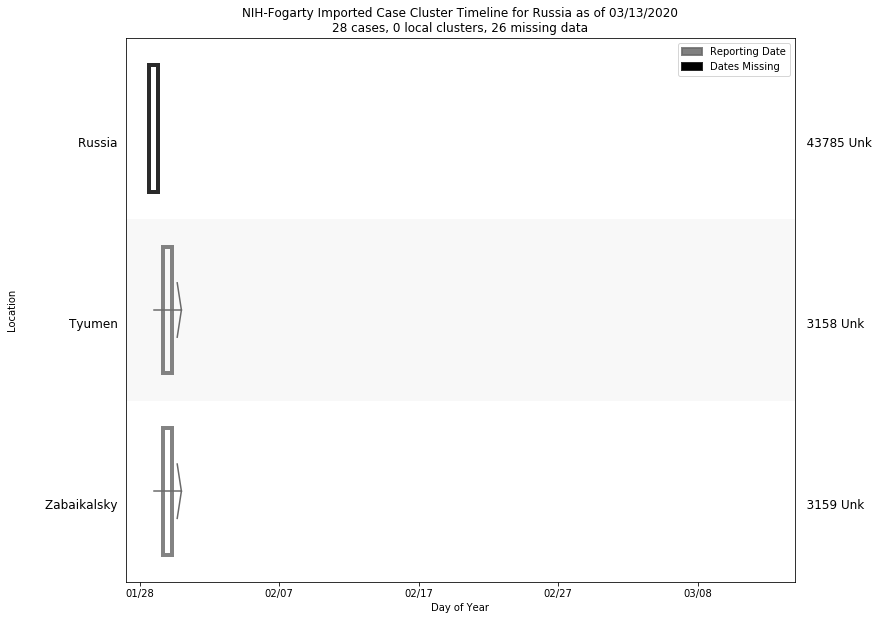 NIH-Fogarty Imported Case Cluster Timeline for Russia as of 03/13/2020
28 cases, 0 local clusters, 26 missing data
Reporting Date
Dates Missing
Russia
43785 Unk
Location
Tyumen
3158 Unk
Zabaikalsky
3159 Unk
01/28
02/07
02/17
02/27
03/08
Day of Year